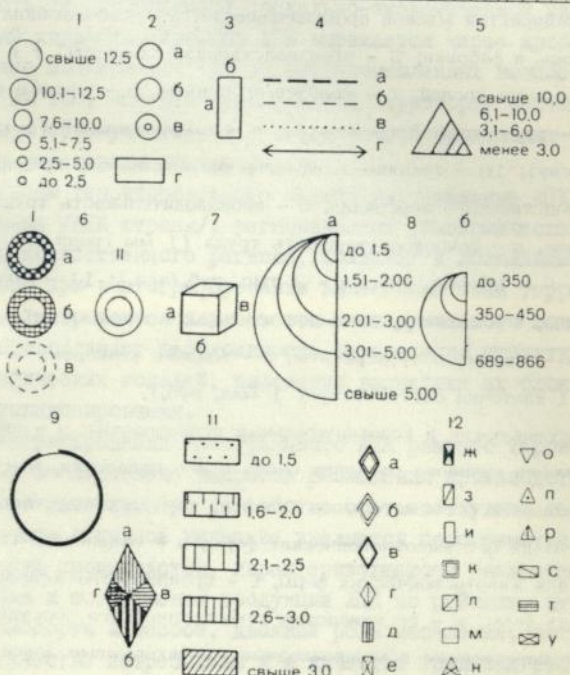 1 2 3 4 5
свыше 12.5
10,1-12.5
7.6-10.0
5.1-7.5
2.5-5.0
до 2,5
а
б
в
г
б
а
а
б
в
г
свыше 10,0
6,1-10,0
3,1-6,0
менее 3,0
I 6 II 7 а 8 б
а
б
в
а
б
в
до 1.5
1,51-2,00
2,01-3,00
3,01-5,00
свыше 5,00
до 350
350-450
689-866
9 11 12
а
г в
б
до 1,5
1,6-2,0
2,1-2,5
2,6-3,0
свыше 3,0
а
б
в
г
д
е
ж
з
и
к
л
м
н
о
п
р
с
т
у